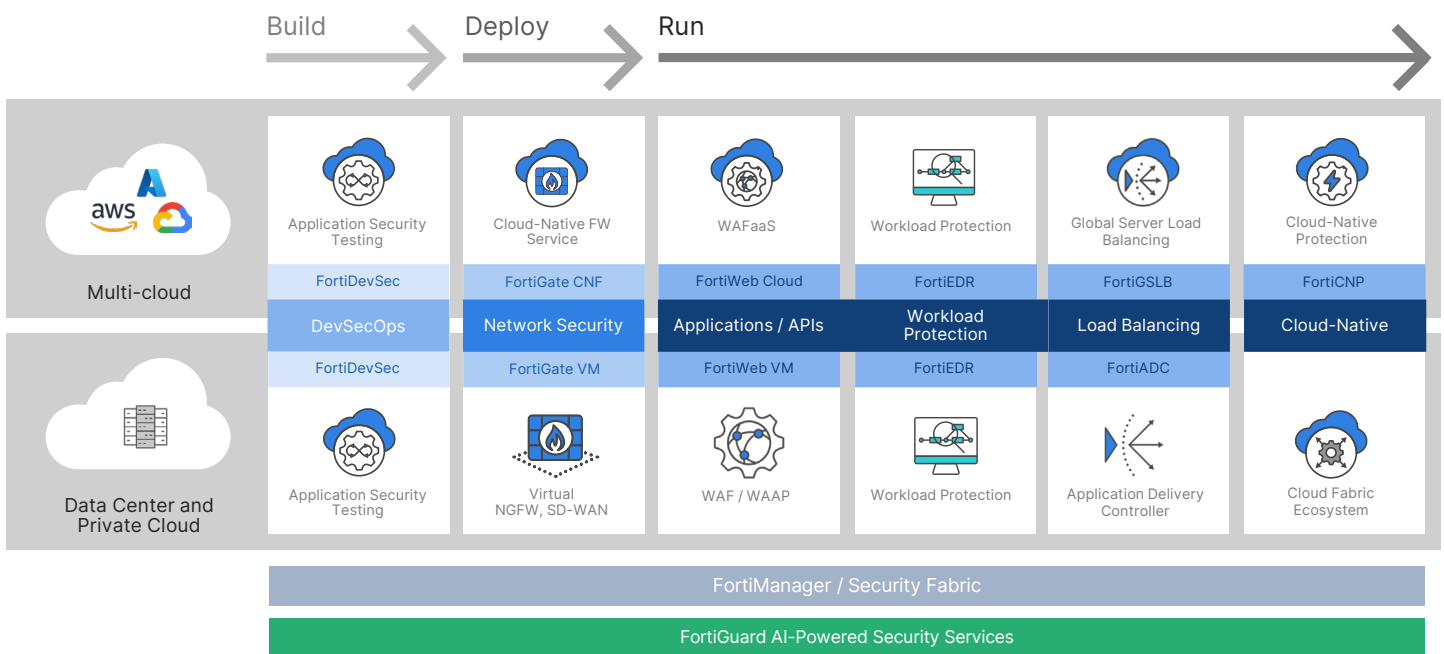 Build
Deploy
Run
aws
Multi-cloud
Application Security
Testing
Cloud-Native FW
Service
WAFaaS
Workload Protection
Global Server Load
Balancing
Cloud-Native
Protection
FortiDevSec
FortiGate CNF
FortiWeb Cloud
FortiEDR
FortiGSLB
FortiCNP
DevSecOps
Network Security
Applications / APIs
Workload
Protection
Load Balancing
Cloud-Native
FortiDevSec
FortiGate VM
FortiWeb VM
FortiEDR
FortiADC
Data Center and
Private Cloud
Application Security
Testing
Virtual
NGFW, SD-WAN
WAF / WAAP
Workload Protection
Application Delivery
Controller
Cloud Fabric
Ecosystem
FortiManager / Security Fabric
FortiGuard AI-Powered Security Services